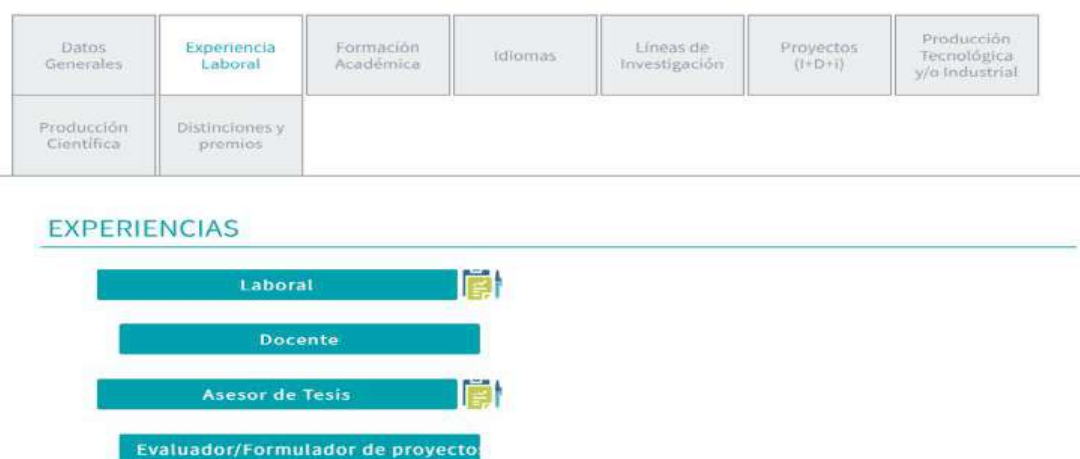 Datos
Generales
Experiencia
Laboral
Formación
Académica
Idiomas
Líneas de
Investigación
Proyectos
(I+D+i)
Producción
Tecnológica
y/o Industrial
Producción
Científica
Distinciones y
premios
EXPERIENCIAS
Laboral
Docente
Asesor de Tesis
Evaluador/Formulador de proyectos